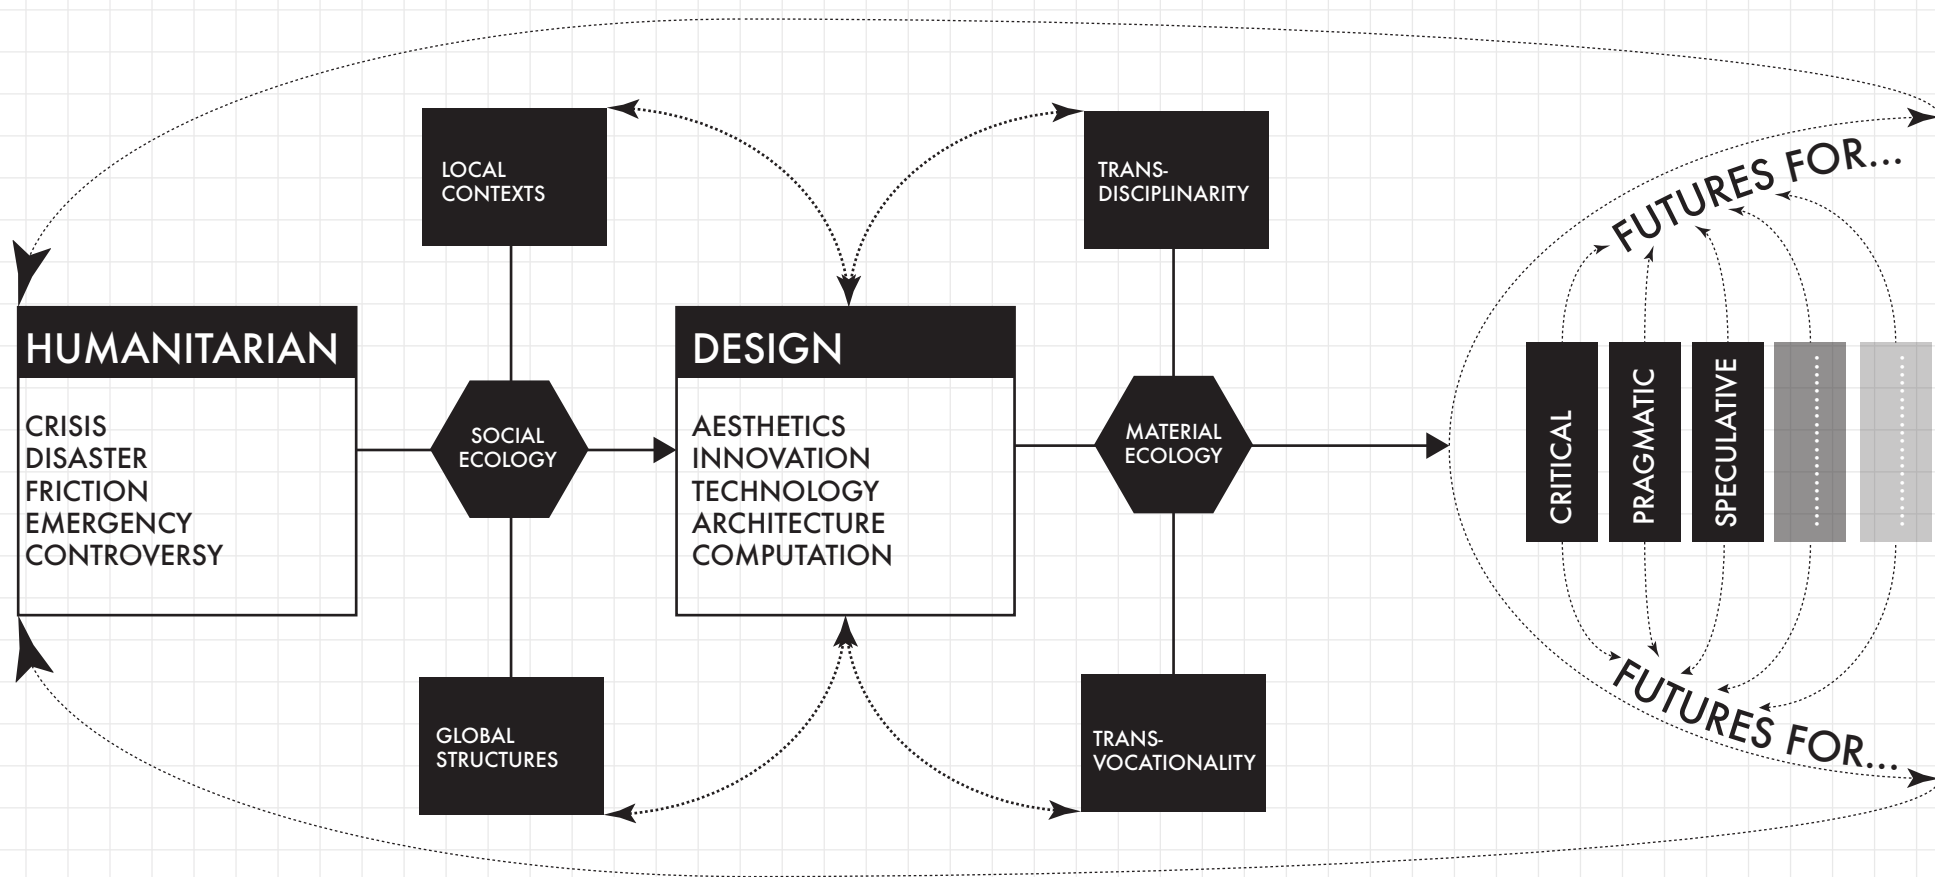 LOCAL
CONTEXTS
TRANS-
DISCIPLINARITY
FUTURES FOR...
HUMANITARIAN
CRISIS
DISASTER
FRICTION
EMERGENCY
CONTROVERSY
SOCIAL
ECOLOGY
DESIGN
AESTHETICS
INNOVATION
TECHNOLOGY
ARCHITECTURE
COMPUTATION
MATERIAL
ECOLOGY
CRITICAL
PRAGMATIC
SPECULATIVE
GLOBAL
STRUCTURES
TRANS-
VOCATIONALITY
FUTURES FOR...